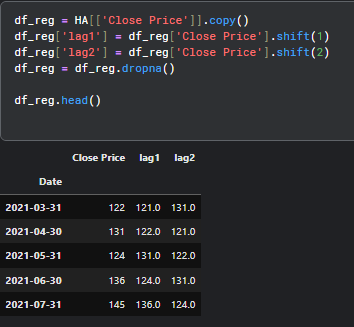 df_reg = HA[['Close Price']].copy()
df_reg['lag1'] = df_reg['Close Price'].shift(1)
df_reg['lag2'] = df_reg['Close Price'].shift(2)
df_reg = df_reg.dropna()
df_reg.head()
Close Price lag1 lag2
Date
2021-03-31 122 121.0 131.0
2021-04-30 131 122.0 121.0
2021-05-31 124 131.0 122.0
2021-06-30 136 124.0 131.0
2021-07-31 145 136.0 124.0